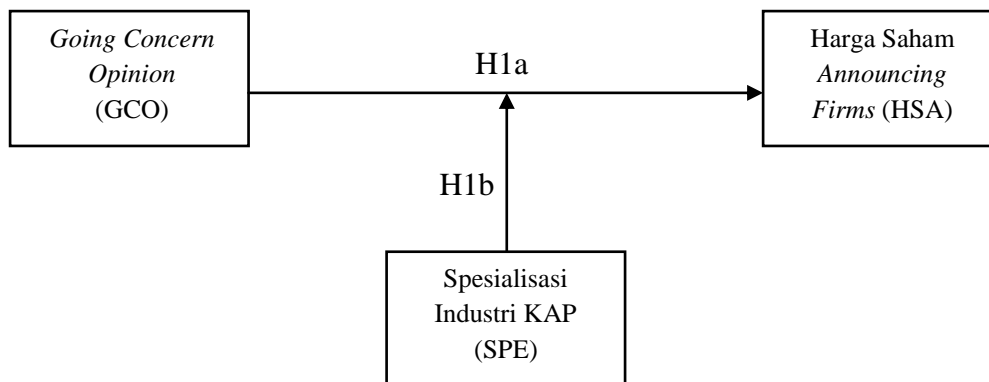 Going Concern
Opinion
(GCO)
H1a
Harga Saham
Announcing
Firms (HSA)
H1b
Spesialisasi
Industri KAP
(SPE)